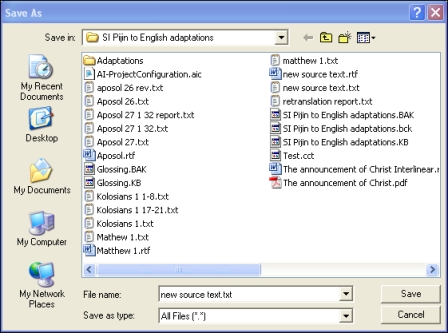 Save As
Save in:
SI Pijin to English adaptations
My Recent
Documents
Desktop
My Documents
My Computer
My Network
Places
Adaptations
AI-ProjectConfiguration.aic
aposol 26 rev.txt
Aposol 26.txt
Aposol 27 1 32 report.txt
Aposol 27 1 32.txt
Aposol 27.txt
Aposol.rtf
Glossing.BAK
Glossing.KB
Kolosians 1 1-8.txt
Kolosians 1 17-21.txt
Kolosians 1.txt
Mathew 1.txt
Matthew 1.rtf
matthew 1.txt
new source text.rtf
new source text.txt
retranslation report.txt
SI Pijin to English adaptations.BAK
SI Pijin to English adaptations.bck
SI Pijin to English adaptations.KB
Test.cct
The announcement of Christ Interlinear.r
The announcement of Christ.pdf
File name:
new source text.txt
Save
Save as type:
All Files (*.*)
Cancel